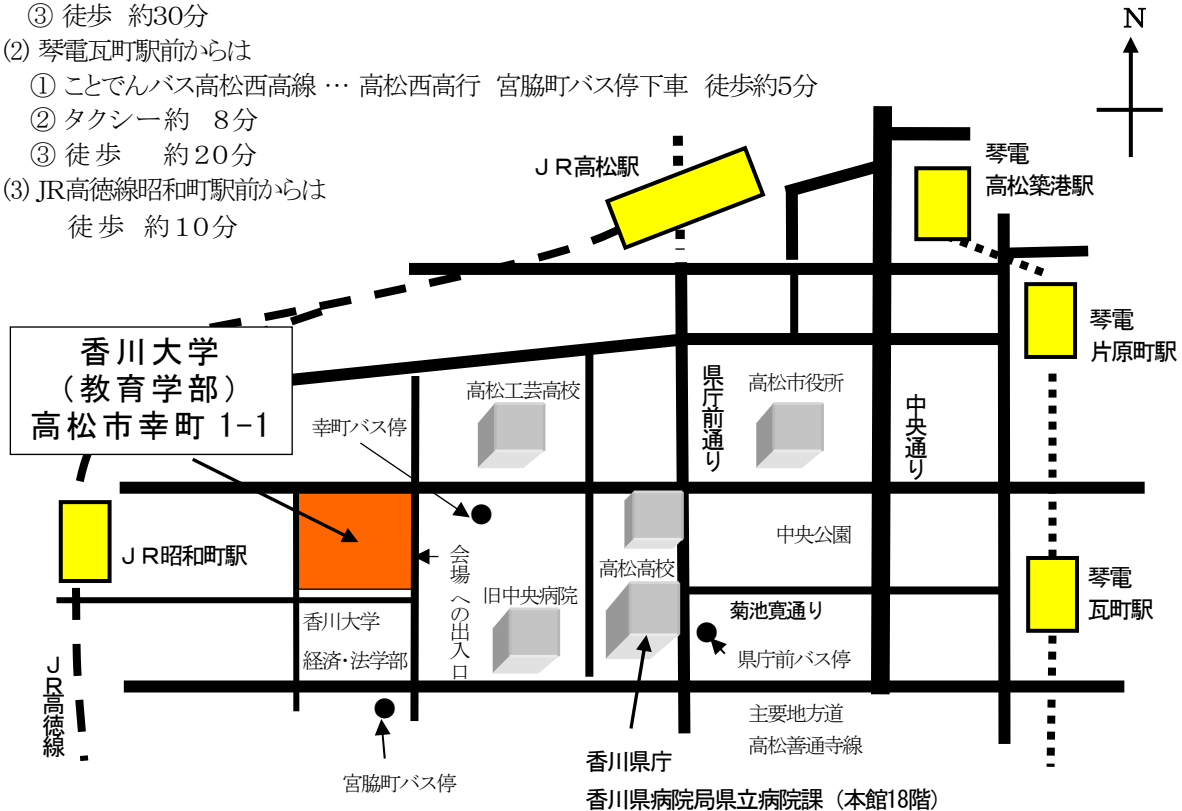 ③ 徒歩 約30分
(2) 琴電瓦町駅前からは
① ことでんバス高松西高線 … 高松西高行 宮脇町バス停下車 徒歩約5分
② タクシー約 8分
③ 徒歩 約20分
(3) JR高徳線昭和町駅前からは
徒歩 約10分
N
JR高松駅
琴電
高松築港駅
琴電
片原町駅
香川大学
(教育学部)
高松市幸町 1-1
高松工芸高校
幸町バス停
県庁前通り
高松市役所
中央通り
JR昭和町駅
会場への出入口
高松高校
中央公園
旧中央病院
菊池寛通り
琴電
瓦町駅
香川大学
経済・法学部
県庁前バス停
JR高徳線
主要地方道
高松善通寺線
宮脇町バス停
香川県庁
香川県病院局県立病院課(本館18階)